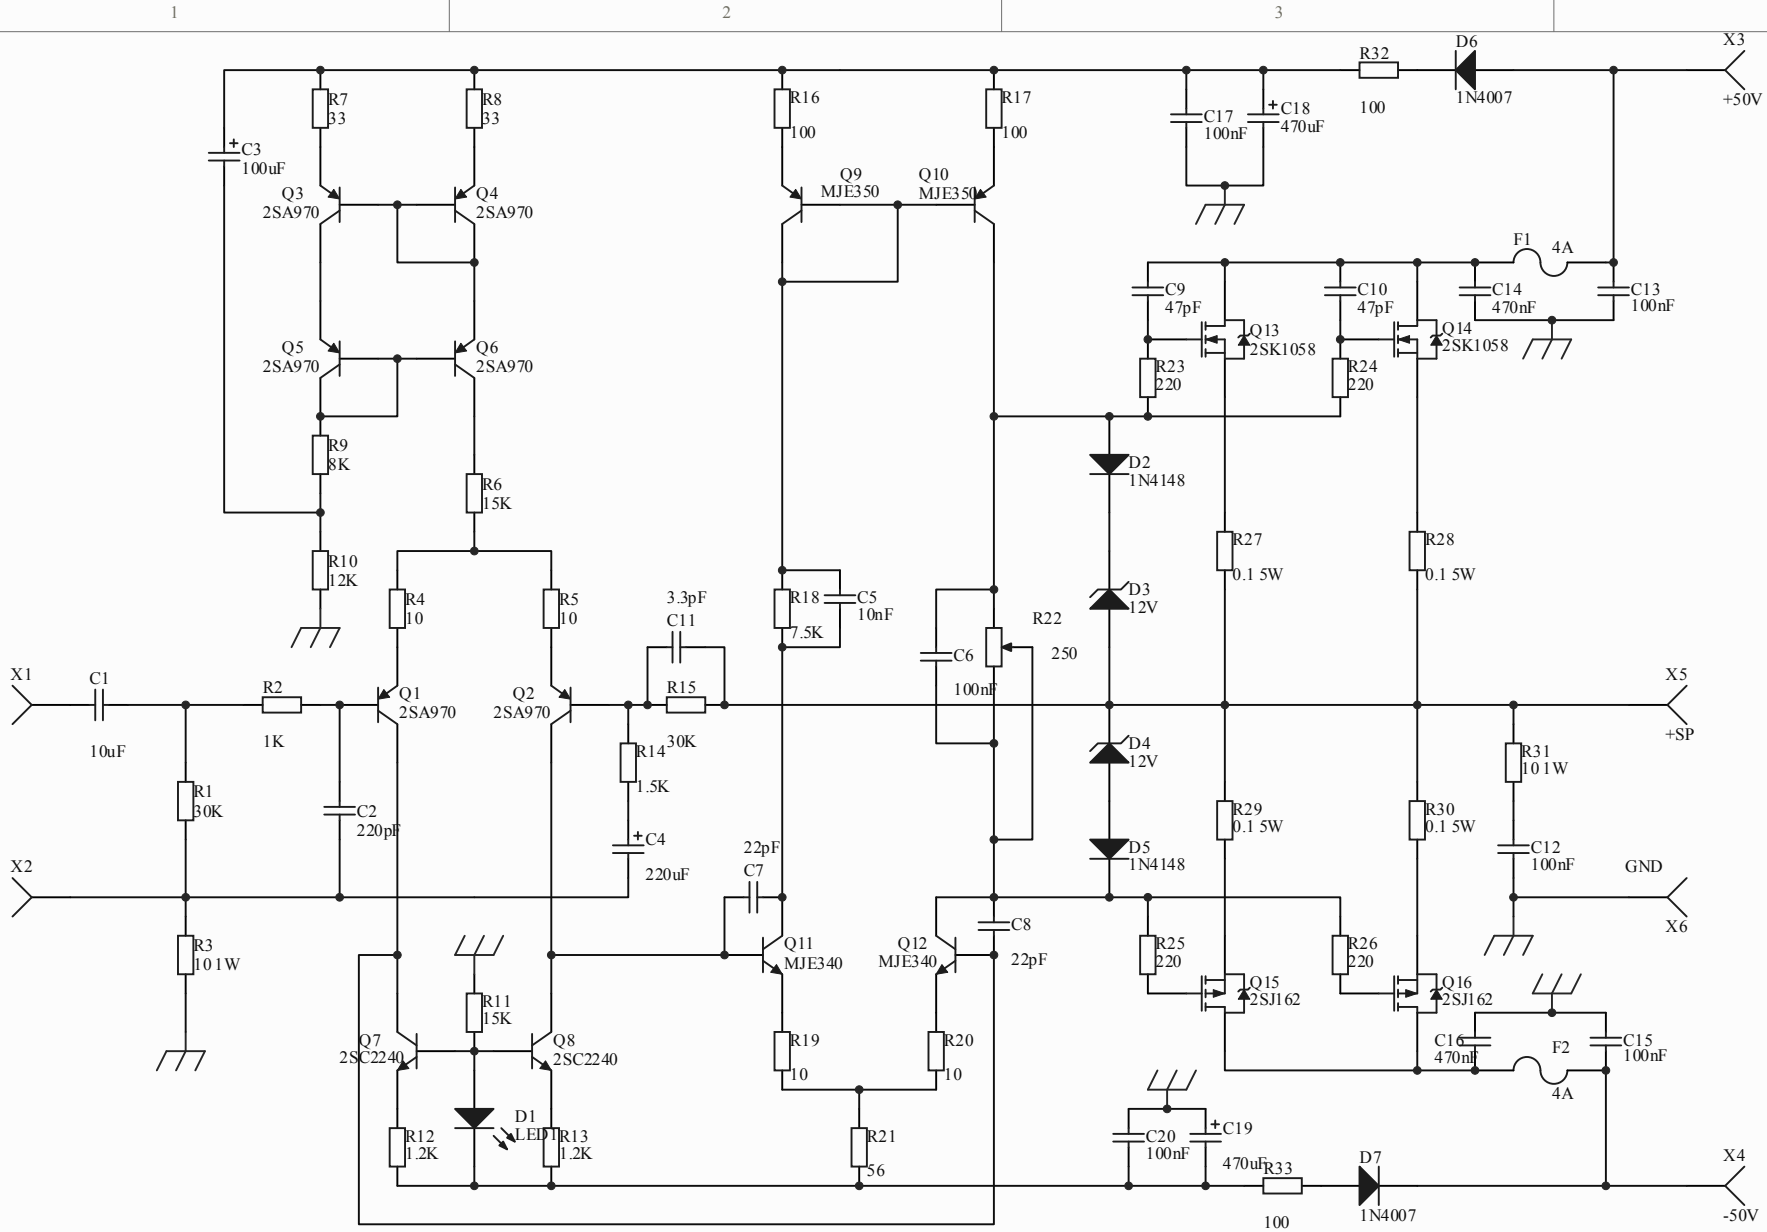 1
2
3
X3
D6
R32
1N4007
+50V
100
R7
33
R8
33
R16
100
R17
100
C17
100nF
C18
470uF
+
C3
100uF
+
Q3
2SA970
Q4
2SA970
Q9
MJE350
Q10
MJE350
F1
4A
C9
47pF
C10
47pF
C14
470nF
C13
100nF
Q13
2SK1058
Q14
2SK1058
Q5
2SA970
Q6
2SA970
R23
220
R24
220
R9
8K
R6
15K
D2
1N4148
R10
12K
R27
0.1 5W
R28
0.1 5W
R4
10
R5
10
3.3pF
C11
R18
7.5K
C5
10nF
D3
12V
R22
250
C6
100nF
X1
C1
10uF
R2
1K
Q1
2SA970
Q2
2SA970
R15
30K
X5
+SP
R14
1.5K
D4
12V
R31
10 1W
R1
30K
C2
220pF
R29
0.1 5W
R30
0.1 5W
+
C4
220uF
22pF
C7
D5
1N4148
C12
100nF
X2
GND
X6
C8
22pF
R3
10 1W
Q11
MJE340
Q12
MJE340
R25
220
R26
220
Q15
2SJ162
Q16
2SJ162
R11
15K
Q7
2SC2240
Q8
2SC2240
R19
10
R20
10
C16
470nF
F2
4A
C15
100nF
D1
LED1
R12
1.2K
R13
1.2K
R21
56
C20
100nF
+
C19
470uF
R33
100
D7
1N4007
X4
-50V